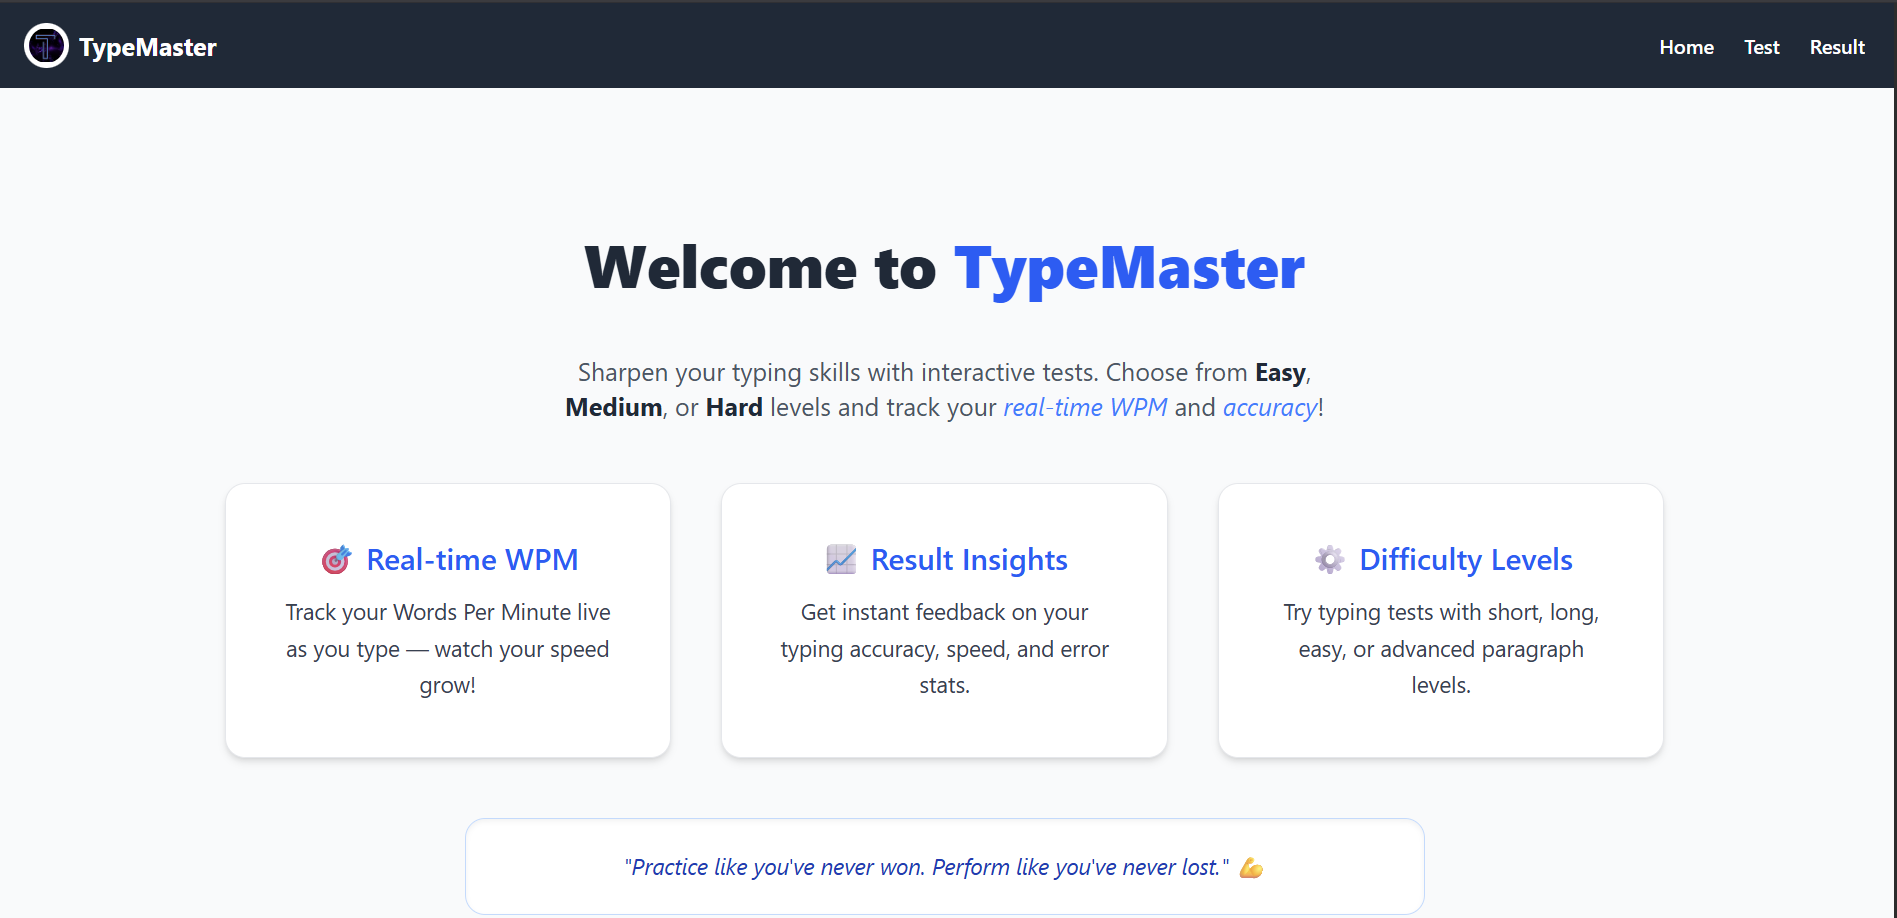 TypeMaster
Home Test Result
Welcome to TypeMaster
Sharpen your typing skills with interactive tests. Choose from Easy,
Medium, or Hard levels and track your real-time WPM and accuracy!
🎯 Real-time WPM
Track your Words Per Minute live
as you type — watch your speed
grow!
📈 Result Insights
Get instant feedback on your
typing accuracy, speed, and error
stats.
⚙️ Difficulty Levels
Try typing tests with short, long,
easy, or advanced paragraph
levels.
"Practice like you've never won. Perform like you've never lost." 💪